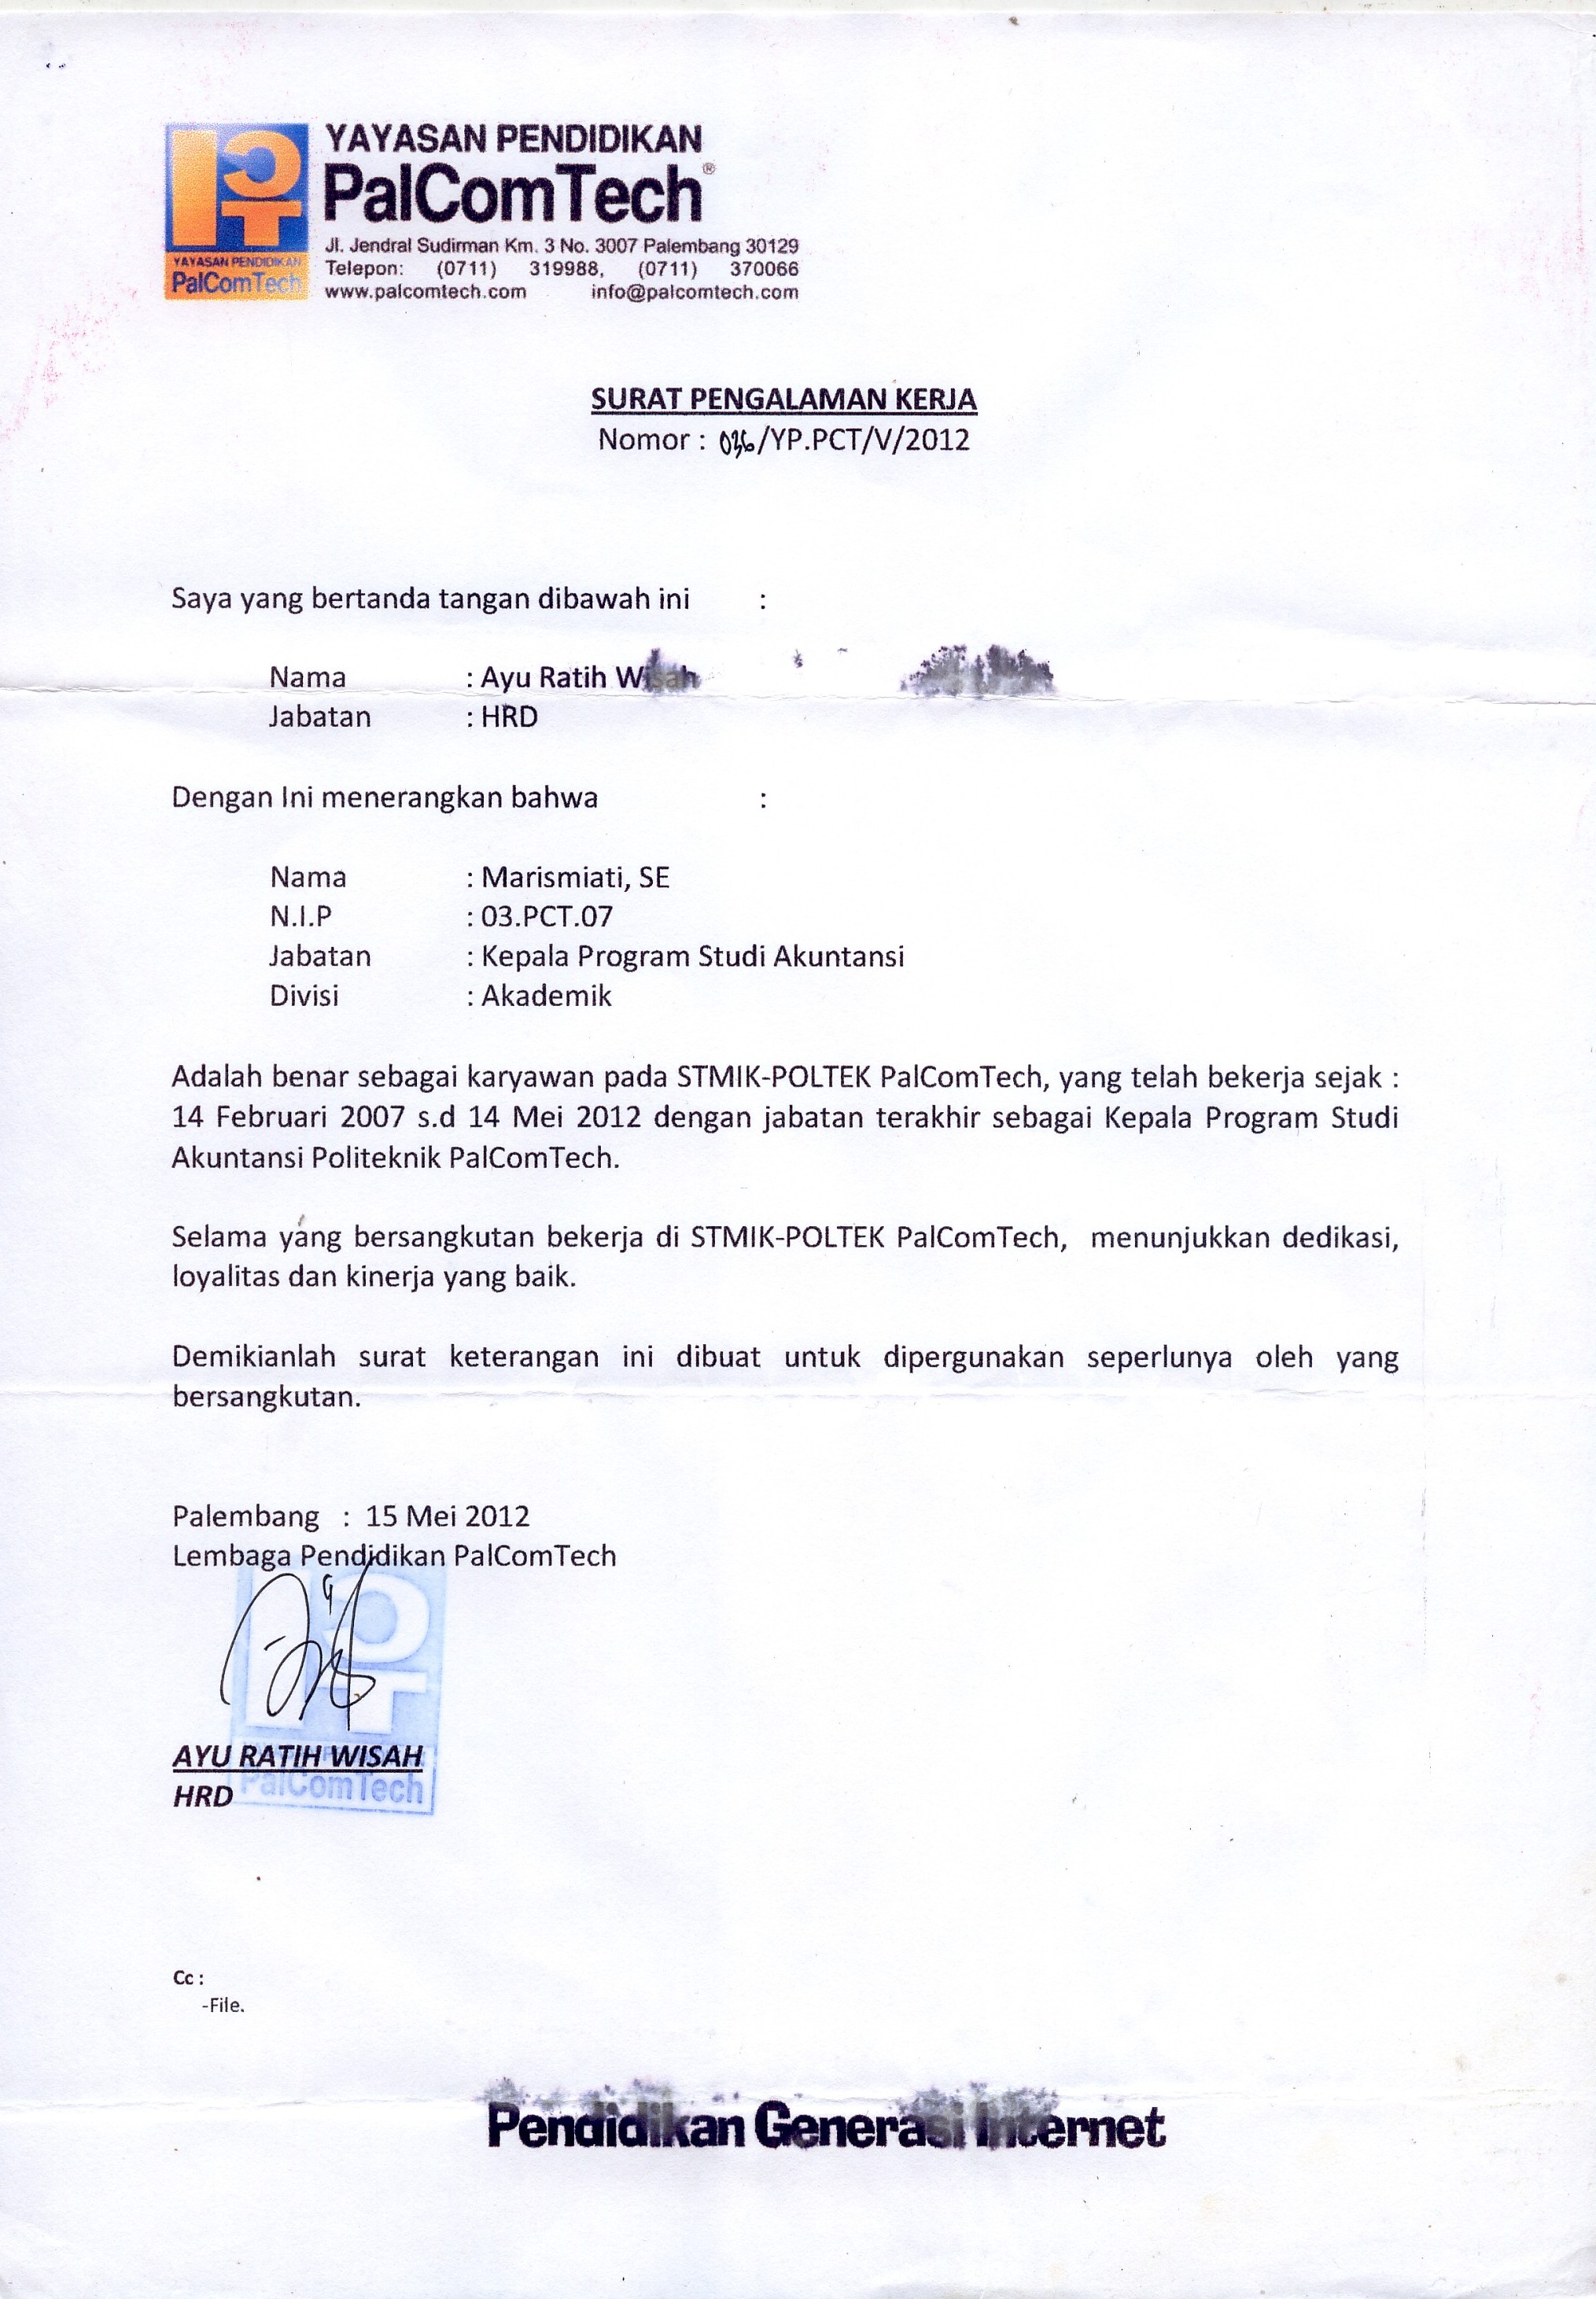 YAYASAN PENDIDIKAN
PalComTech®
Jl. Jendral Sudirman Km. 3 No. 3007 Palembang 30129
Telepon: (0711) 319988, (0711) 370066
www.palcomtech.com info@palcomtech.com
YAYASAN PENDIDIKAN
PalComTech
SURAT PENGALAMAN KERJA
Nomor : 036/YP.PCT/V/2012
Saya yang bertanda tangan dibawah ini :
Nama : Ayu Ratih Wisah
Jabatan : HRD
Dengan Ini menerangkan bahwa :
Nama : Marismiati, SE
N.I.P : 03.PCT.07
Jabatan : Kepala Program Studi Akuntansi
Divisi : Akademik
Adalah benar sebagai karyawan pada STMIK-POLTEK PalComTech, yang telah bekerja sejak :
14 Februari 2007 s.d 14 Mei 2012 dengan jabatan terakhir sebagai Kepala Program Studi
Akuntansi Politeknik PalComTech.
Selama yang bersangkutan bekerja di STMIK-POLTEK PalComTech, menunjukkan dedikasi,
loyalitas dan kinerja yang baik.
Demikianlah surat keterangan ini dibuat untuk dipergunakan seperlunya oleh yang
bersangkutan.
Palembang : 15 Mei 2012
Lembaga Pendidikan PalComTech
AYU RATIH WISAH
HRD
PalComTech
Cc :
-File.
Pendidikan Generasi Internet